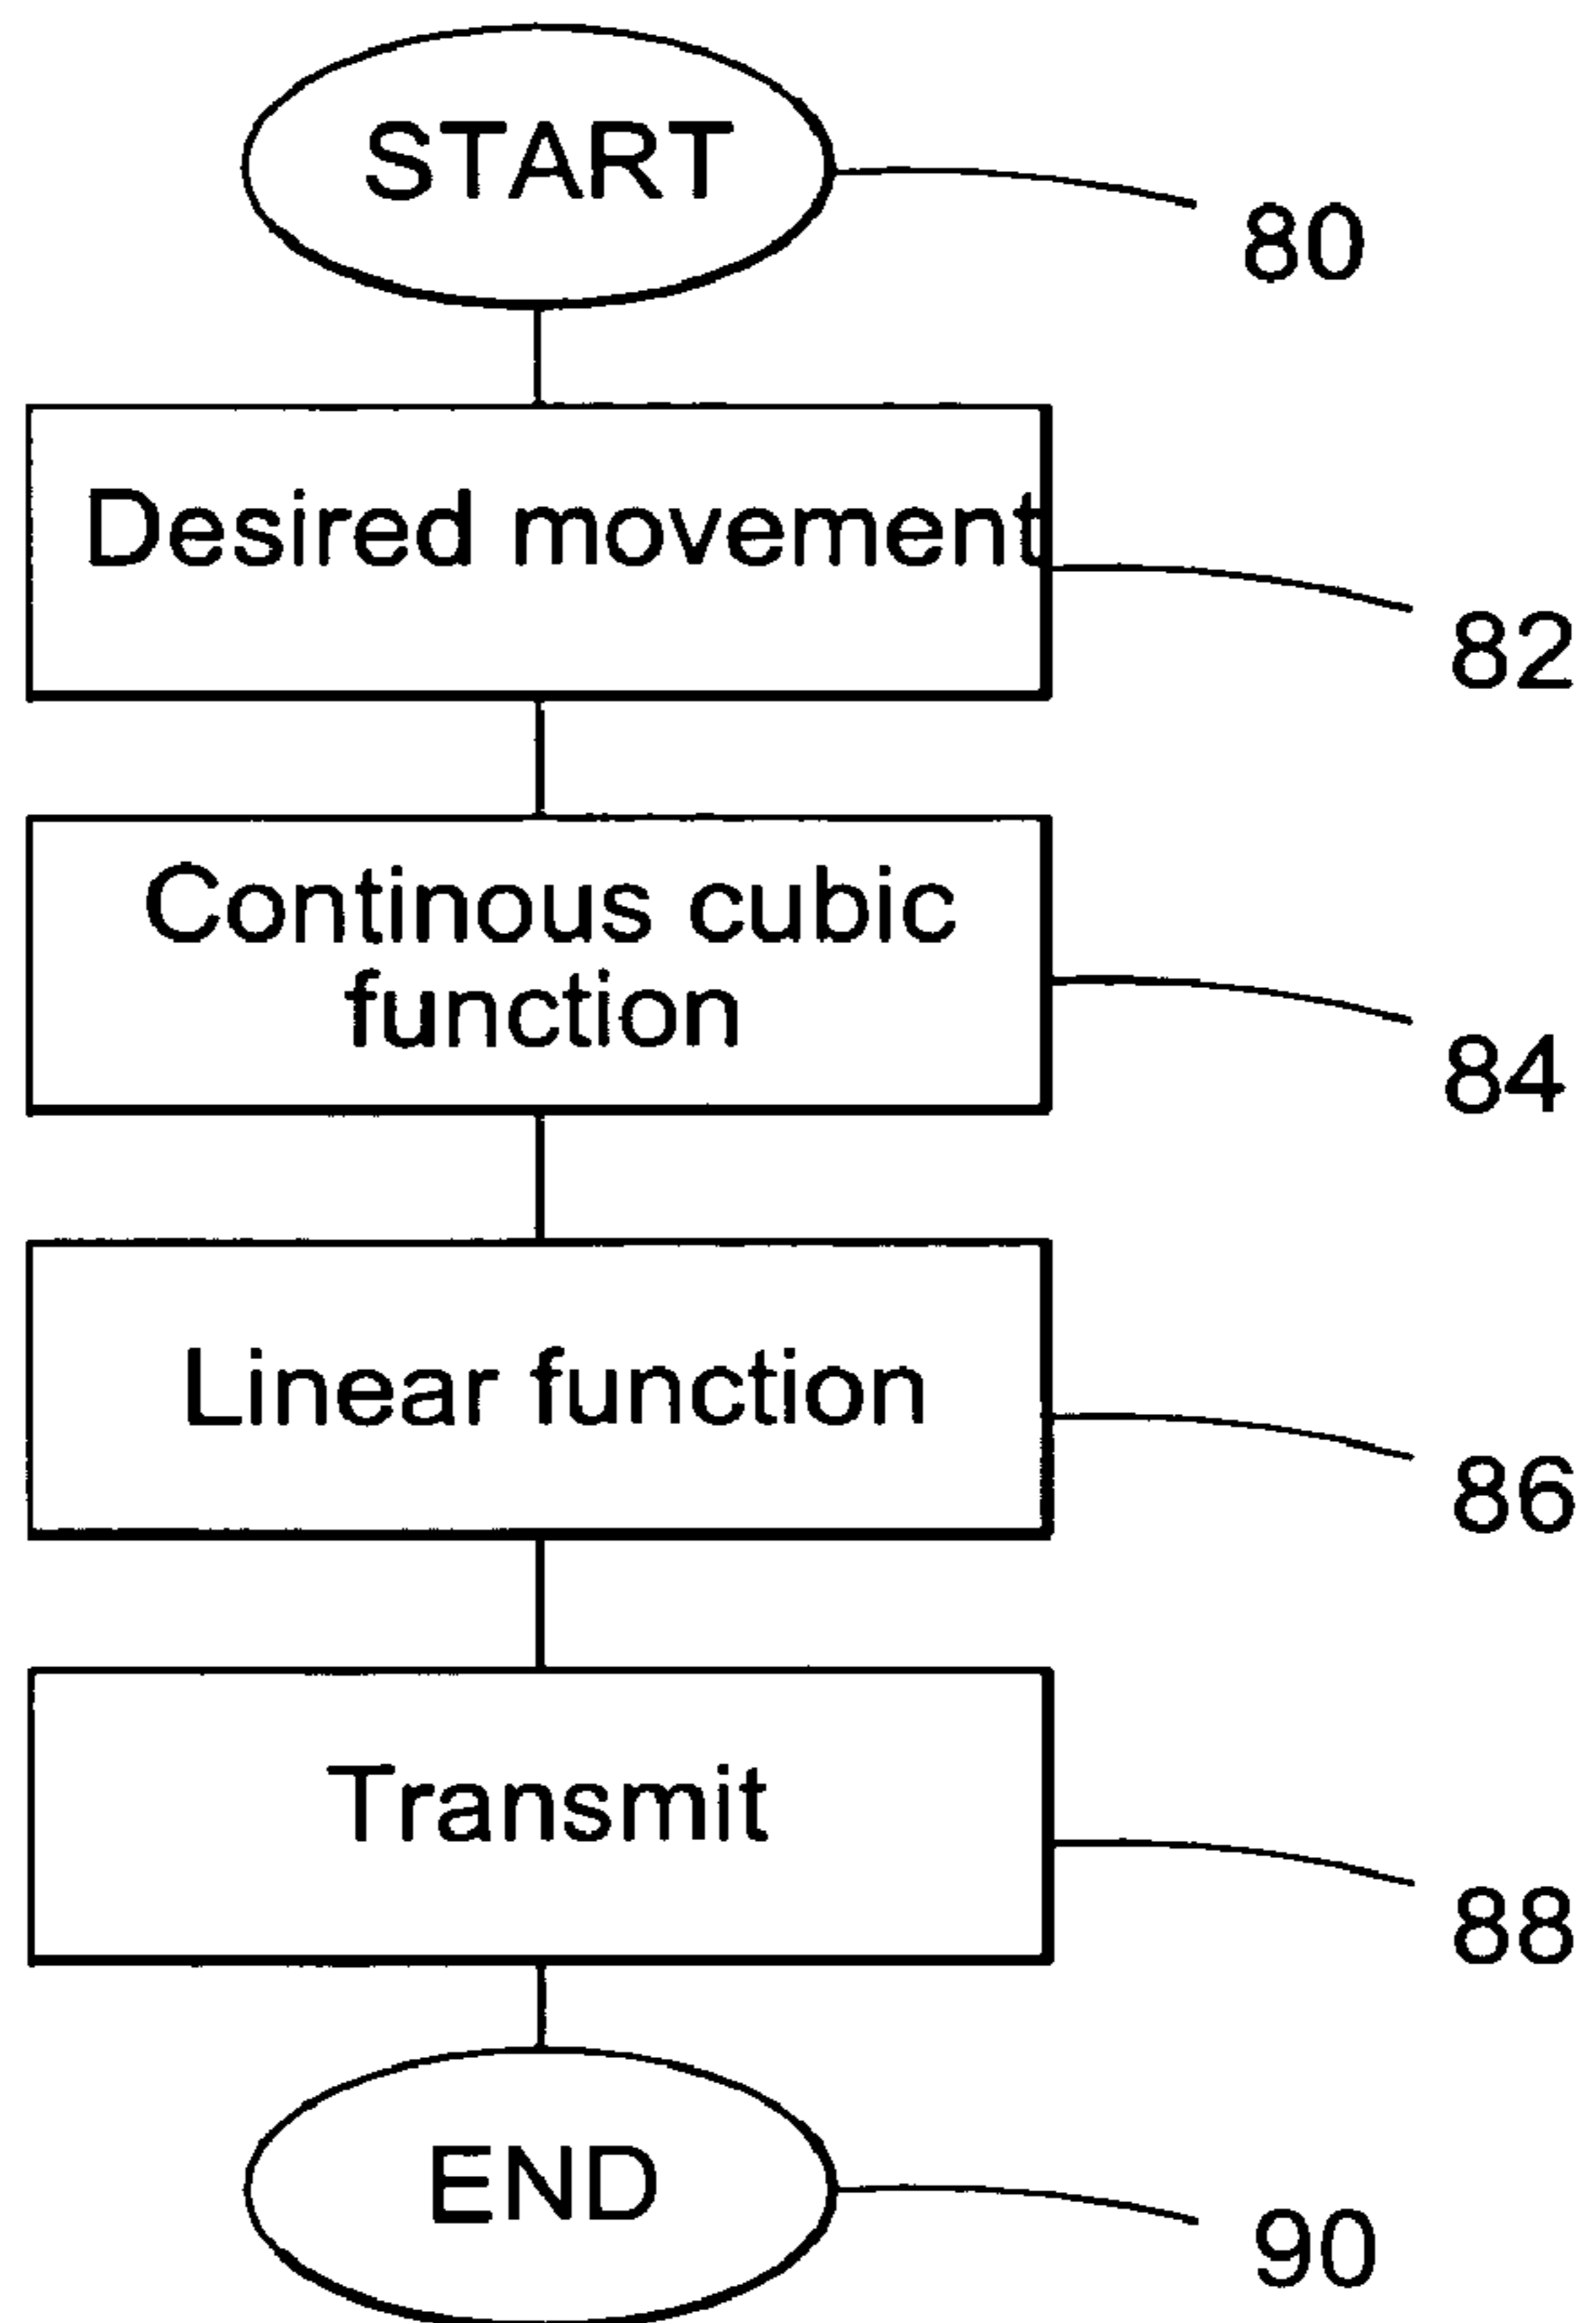 START
80
Desired movement
82
Continous cubic
function
84
Linear function
86
Transmit
88
END
90